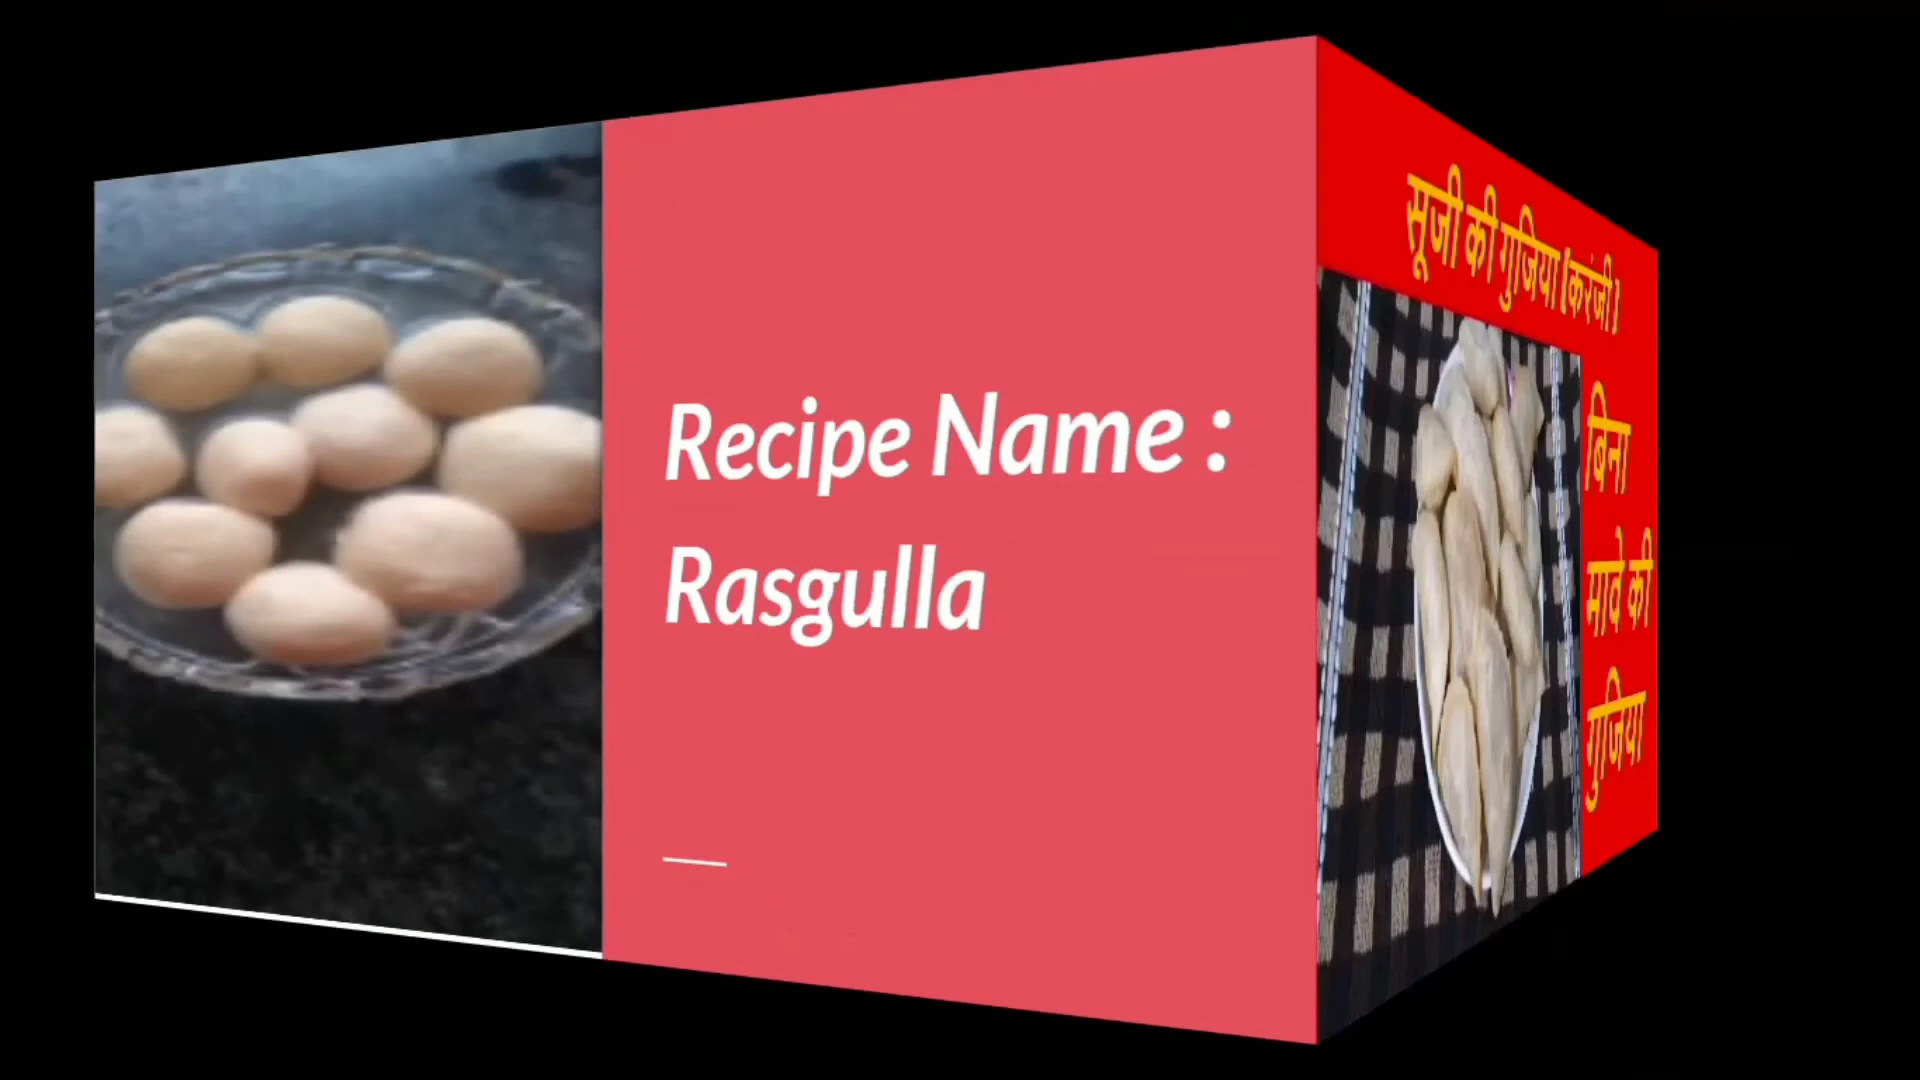 Recipe Name :
Rasgulla
सूजी की गुजिया (करंजी)
बिना
मावे की
गुजिया